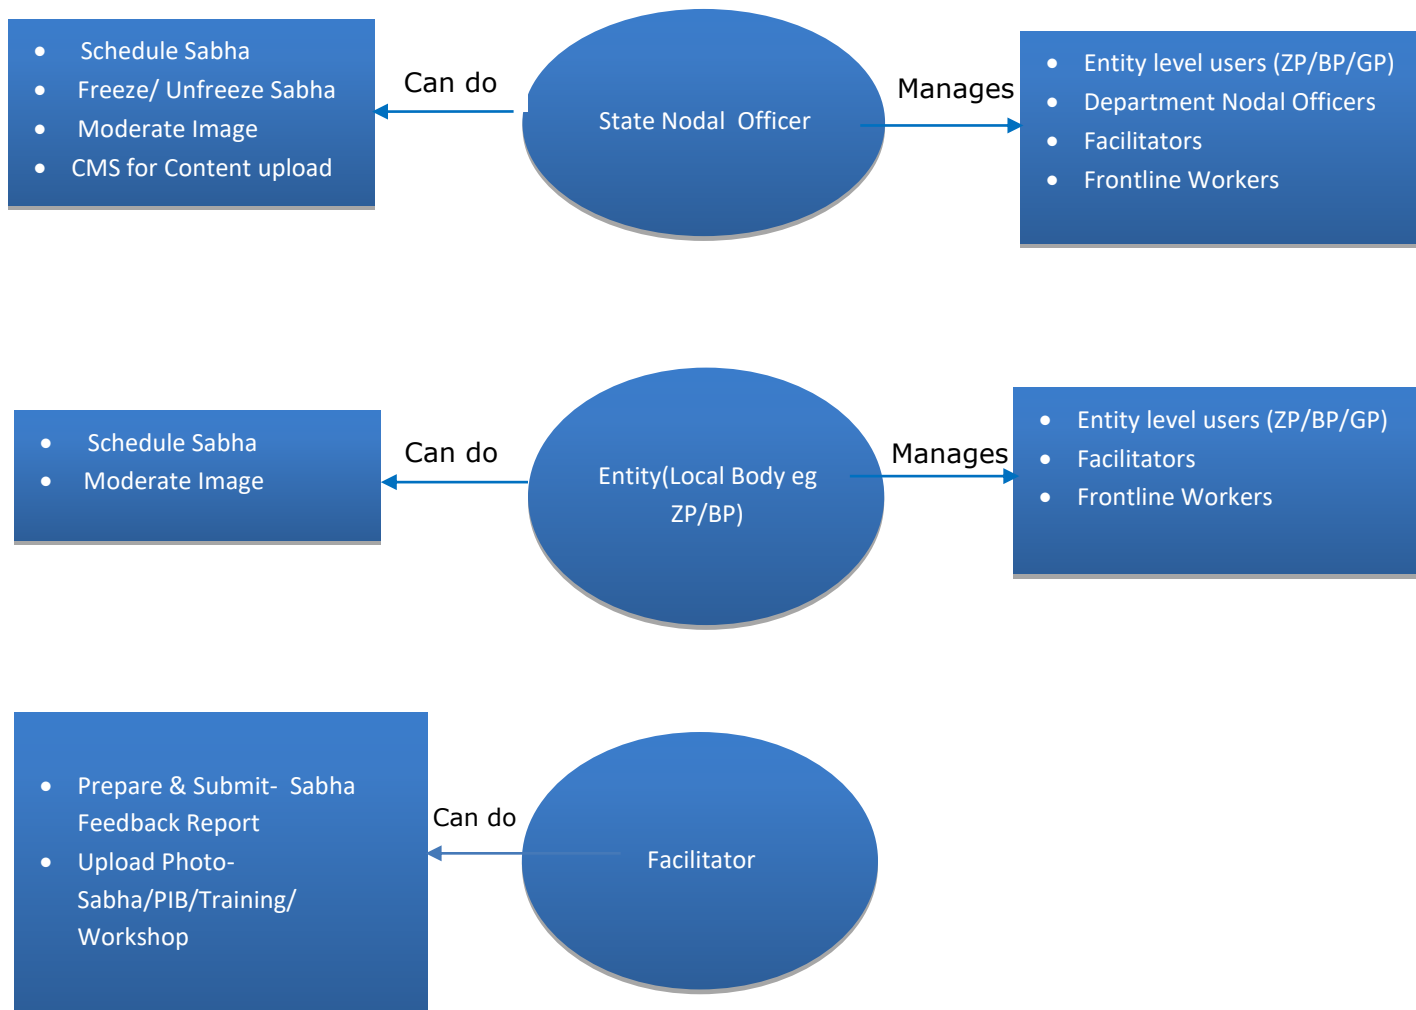 • Schedule Sabha
• Freeze/ Unfreeze Sabha
• Moderate Image
• CMS for Content upload
Can do
State Nodal Officer
Manages
• Entity level users (ZP/BP/GP)
• Department Nodal Officers
• Facilitators
• Frontline Workers
• Schedule Sabha
• Moderate Image
Can do
Entity(Local Body eg
ZP/BP)
Manages
• Entity level users (ZP/BP/GP)
• Facilitators
• Frontline Workers
• Prepare & Submit- Sabha
Feedback Report
• Upload Photo-
Sabha/PIB/Training/
Workshop
Can do
Facilitator